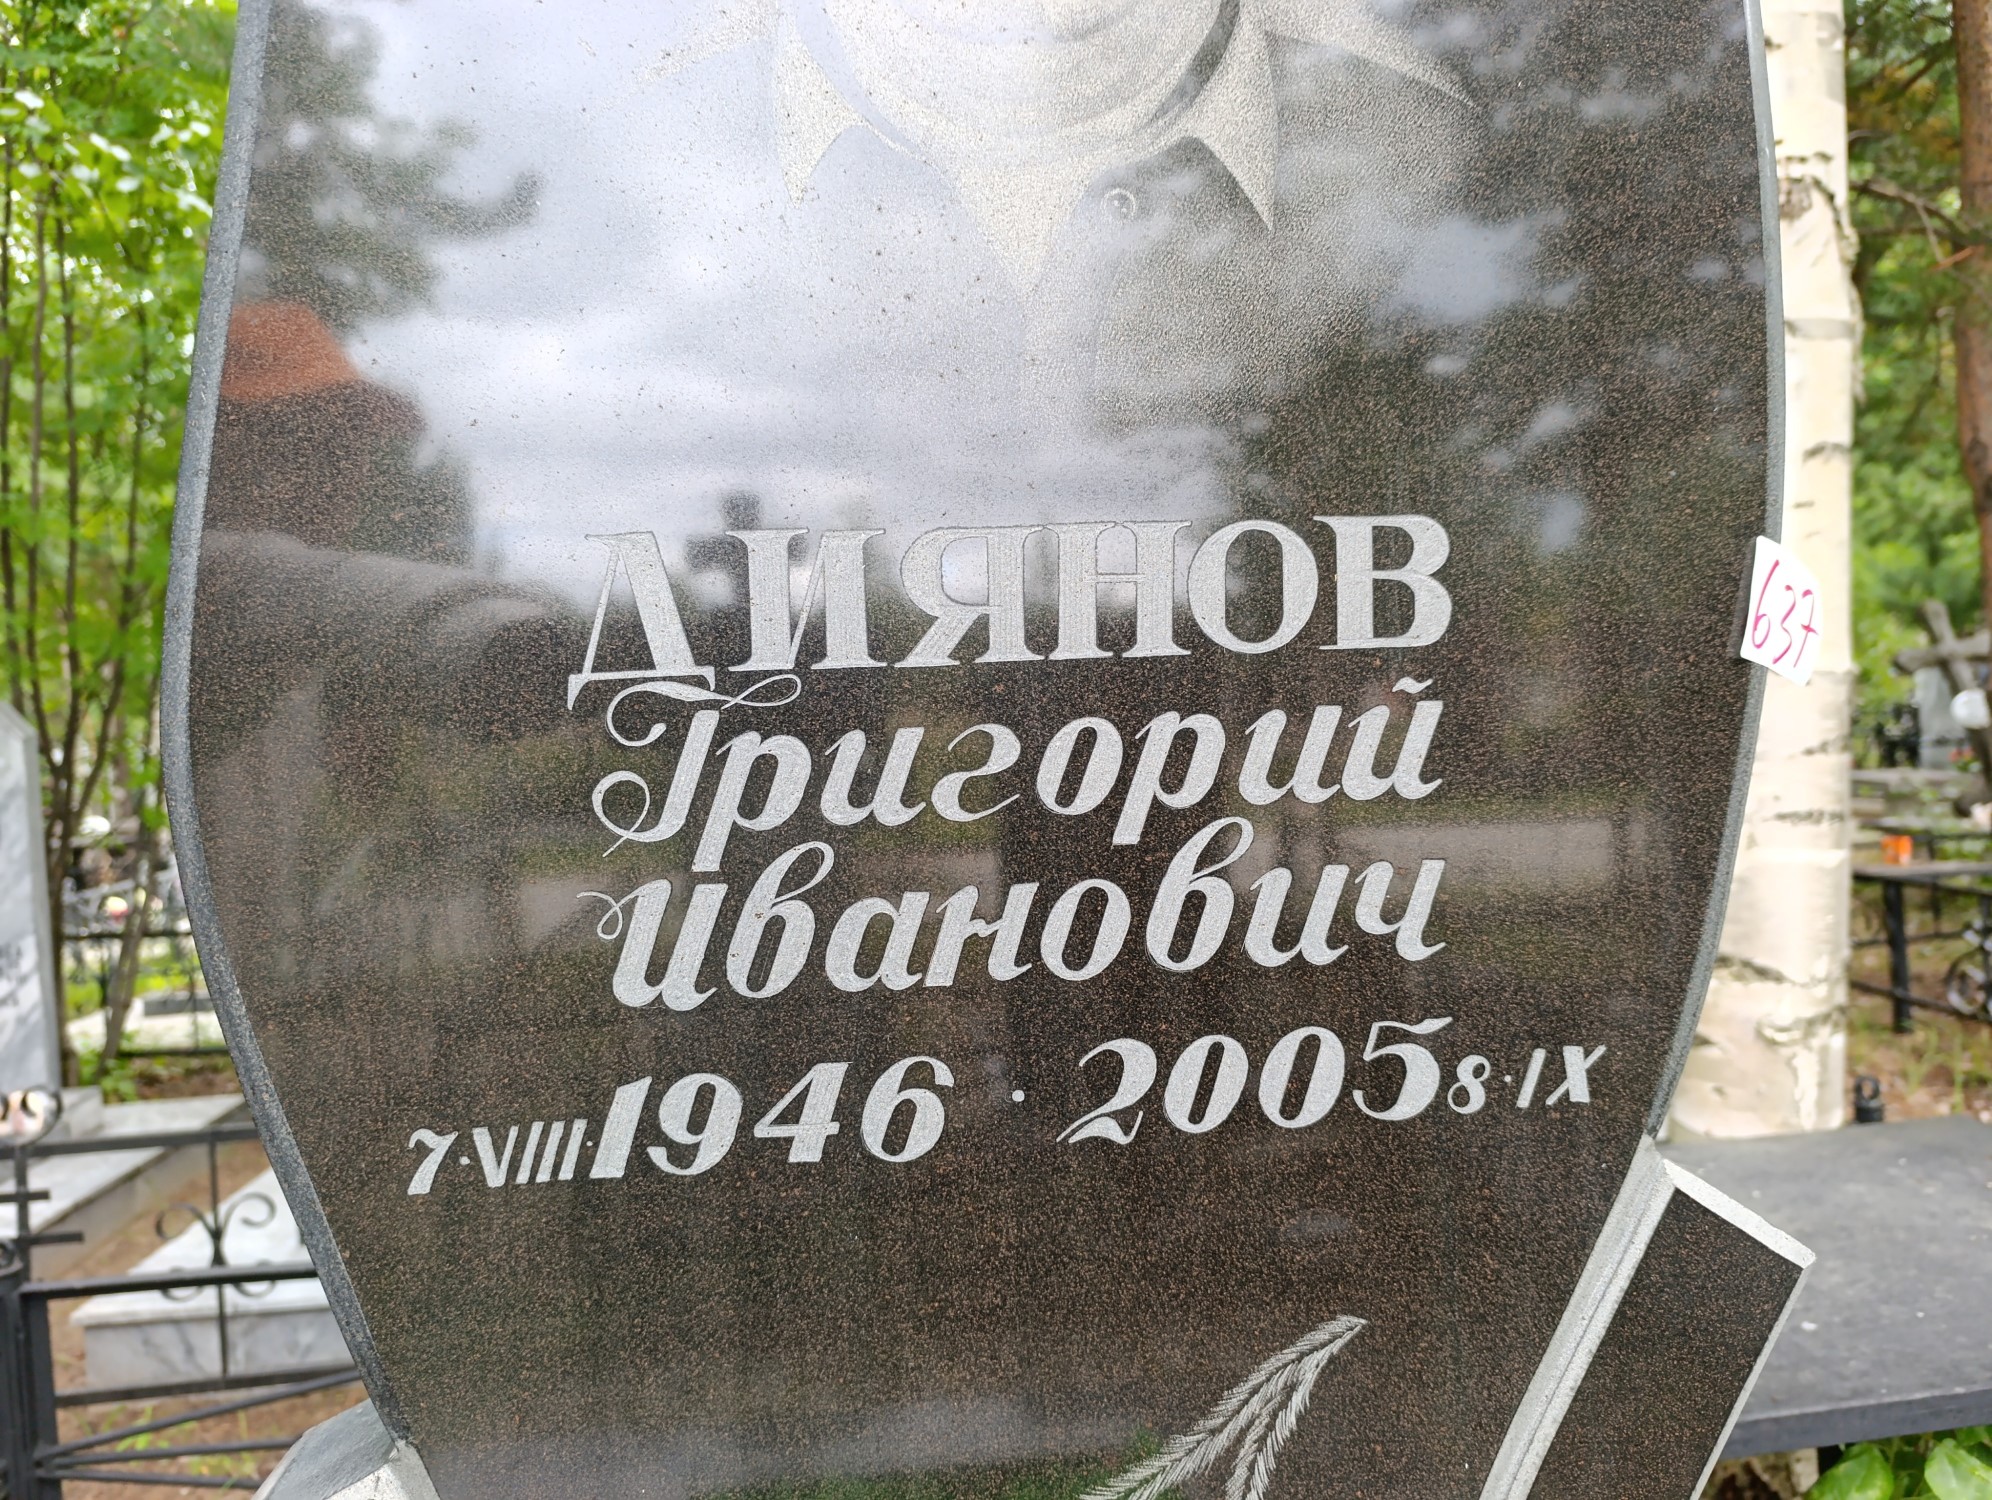 ДИЯНОВ
Григорий
Иванович
7·VIII·1946 · 2005 8·IX
637